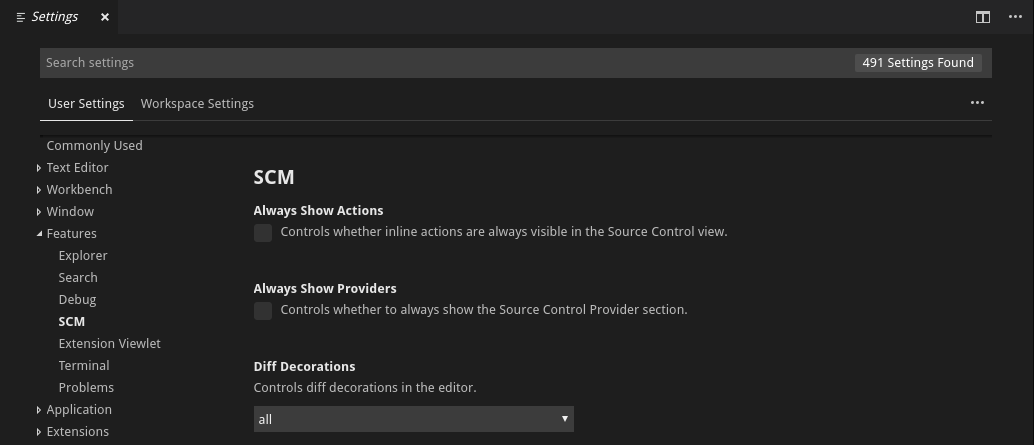 Settings
Search settings
491 Settings Found
User Settings
Workspace Settings
Commonly Used
Text Editor
Workbench
Window
Features
Explorer
Search
Debug
SCM
Extension Viewlet
Terminal
Problems
Application
Extensions
SCM
Always Show Actions
Controls whether inline actions are always visible in the Source Control view.
Always Show Providers
Controls whether to always show the Source Control Provider section.
Diff Decorations
Controls diff decorations in the editor.
all